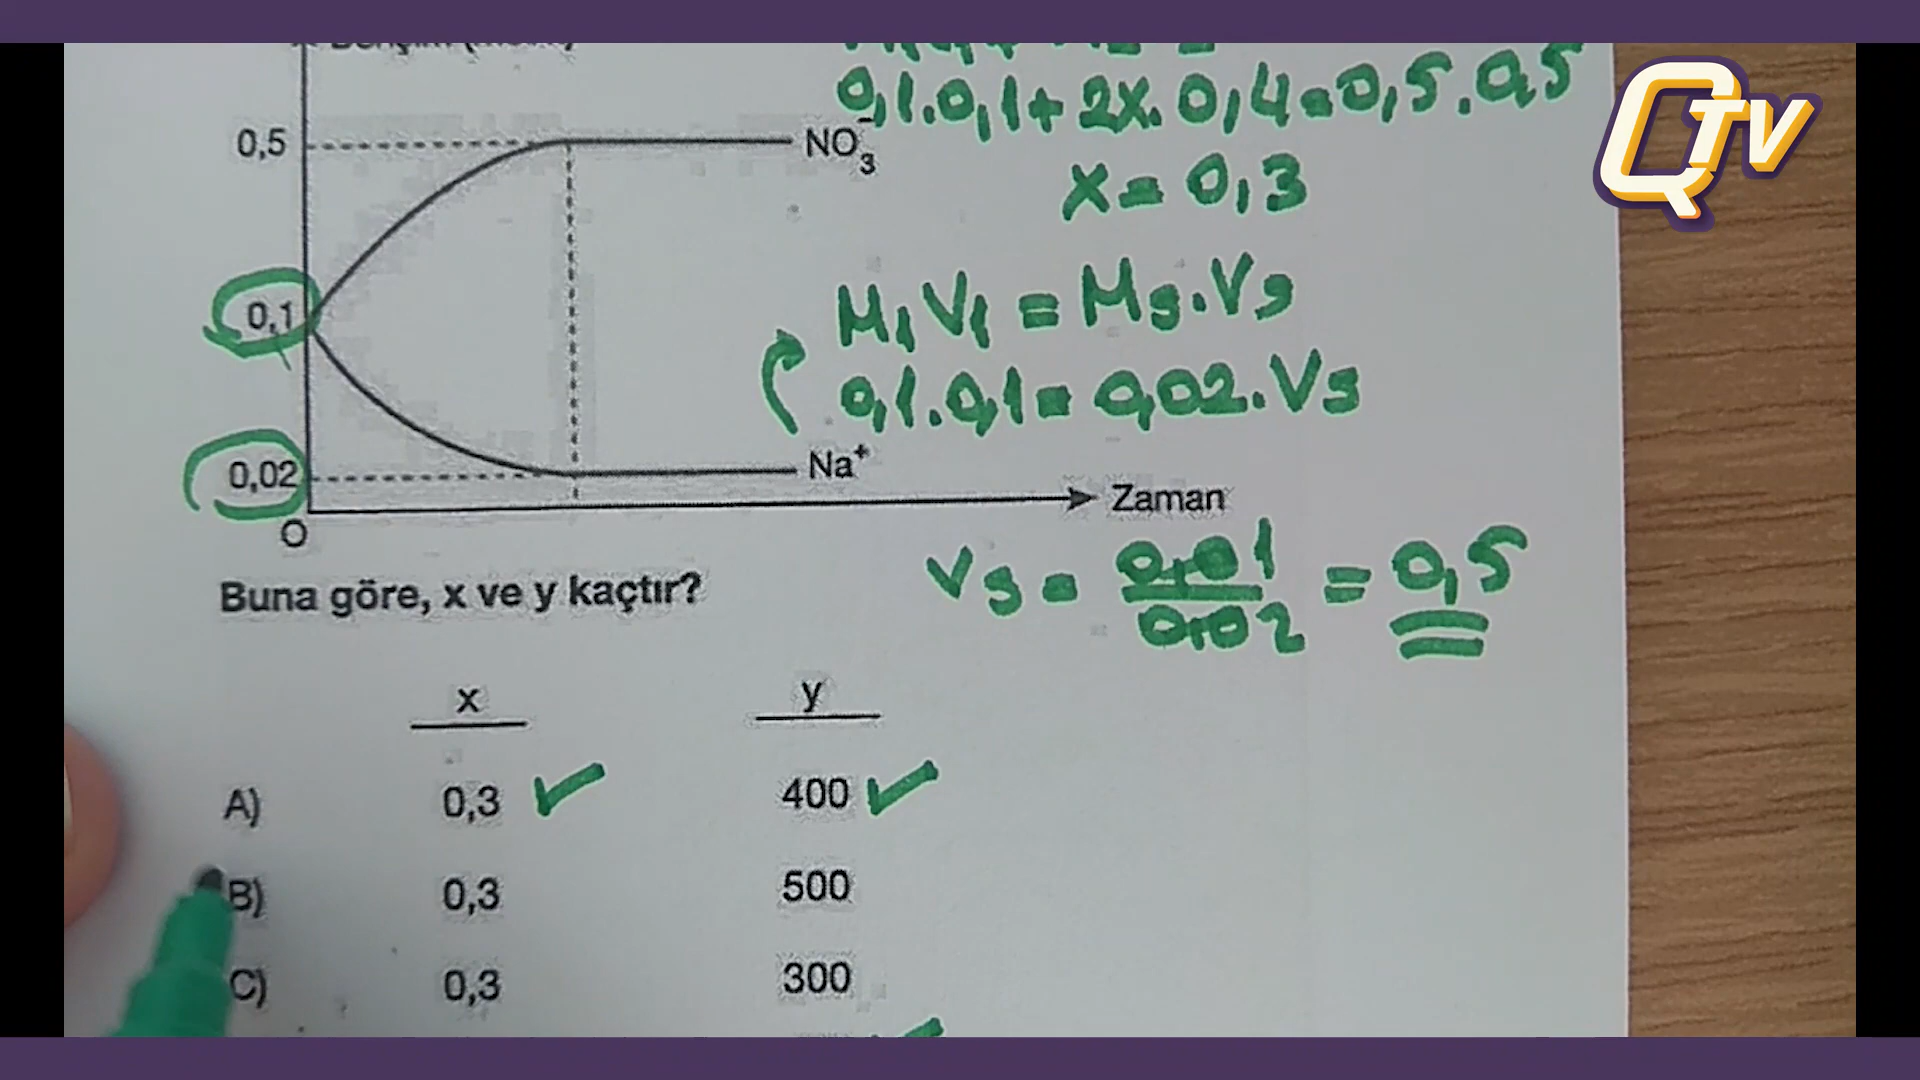 0,1.0,1+2x.0,4=0,5.0,5
QTV
0,5
NO₃⁻
x=0,3
0,1
M₁V₁ = Ms.Vs
0,1.0,1=0,02.Vs
0,02
Na⁺
Zaman
O
Vs = 0,01/0,02 = 0,5
Buna göre, x ve y kaçtır?
x y
A) 0,3 ✓ 400 ✓
B) 0,3 500
C) 0,3 300